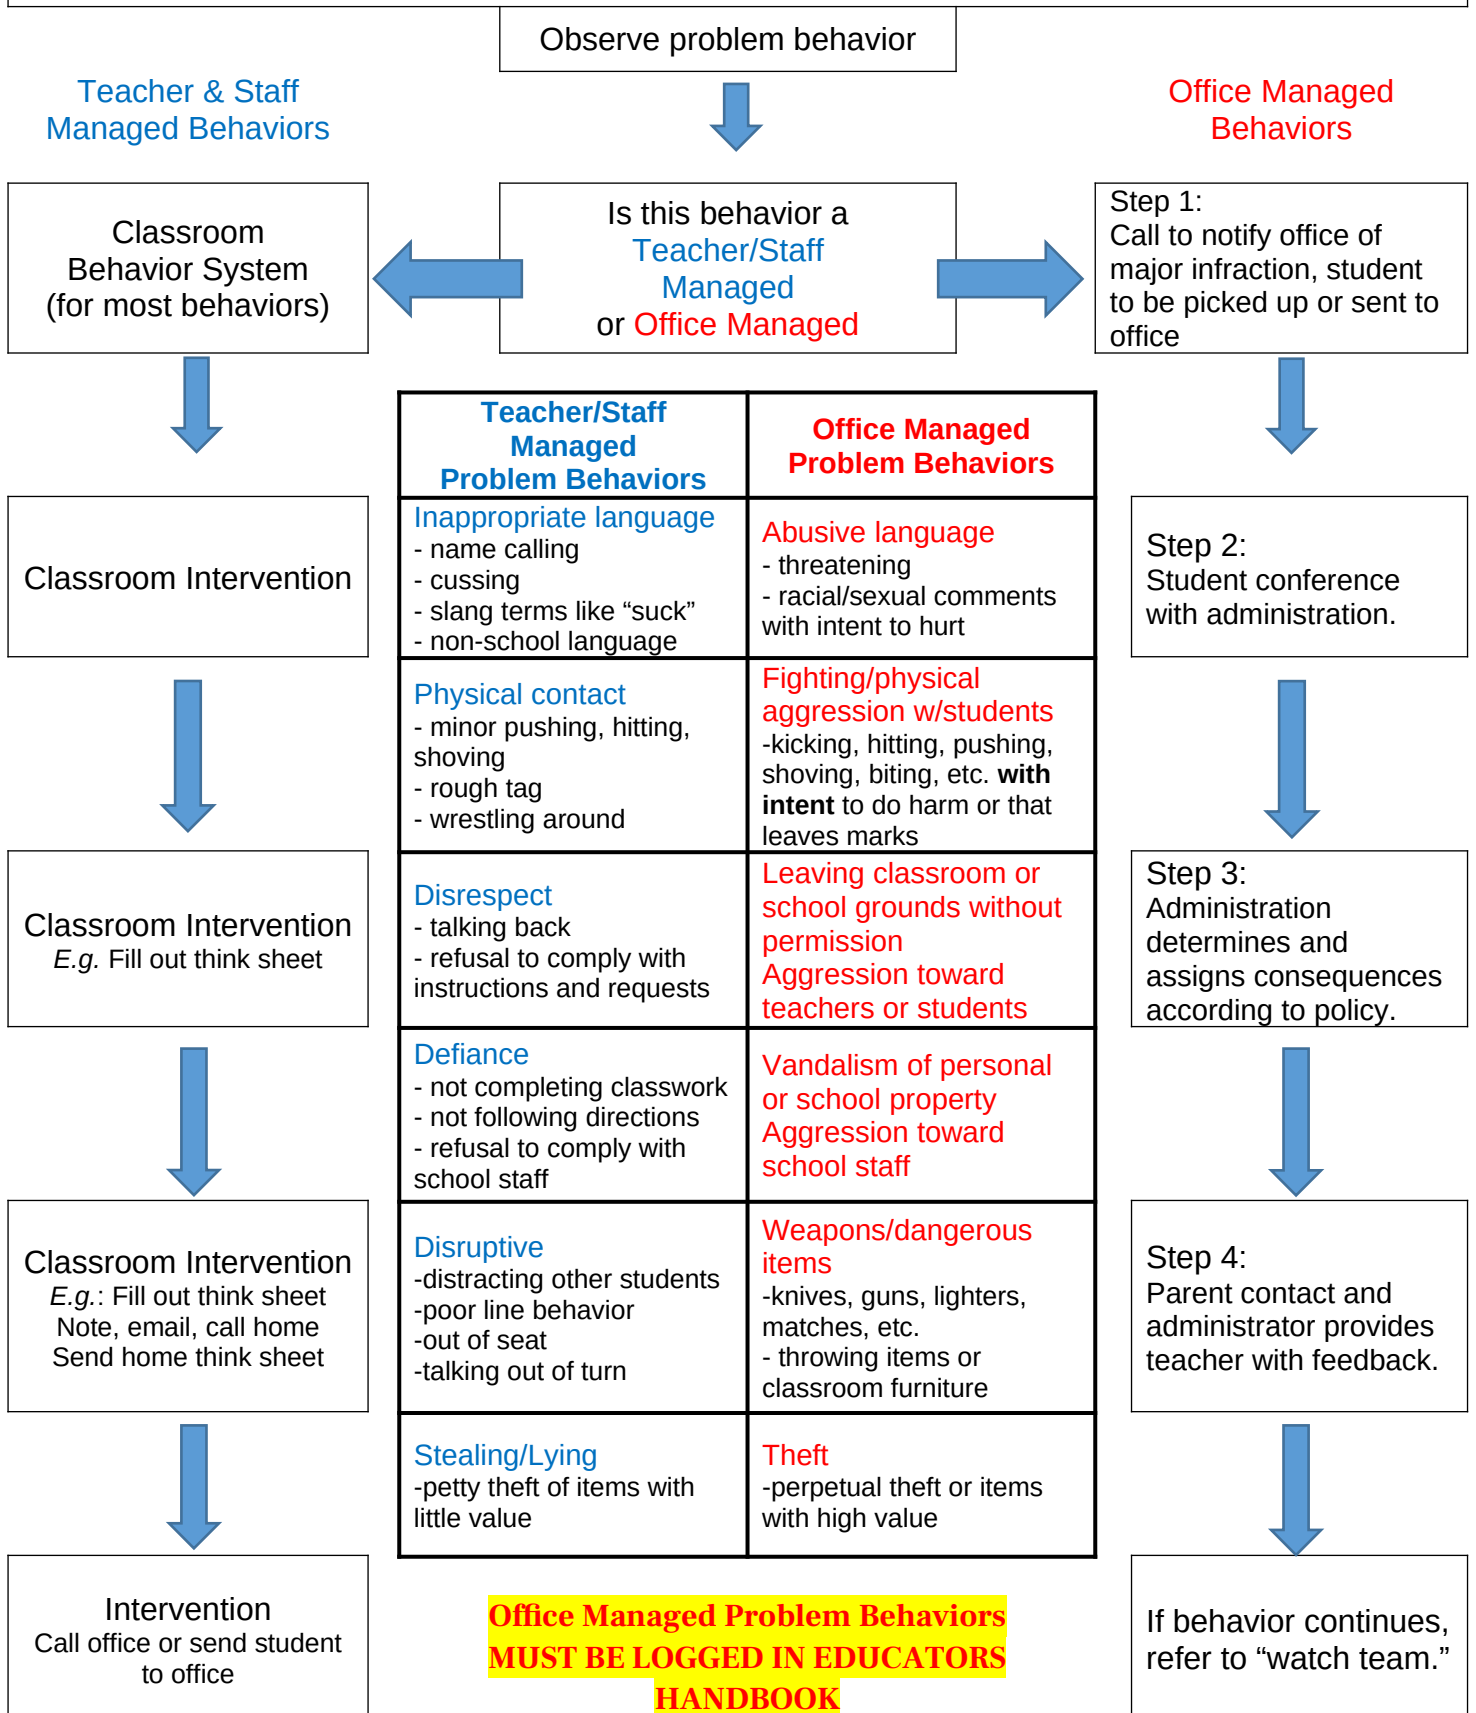 Observe problem behavior
Teacher & Staff
Managed Behaviors
Office Managed
Behaviors
Classroom
Behavior System
(for most behaviors)
Is this behavior a
Teacher/Staff
Managed
or Office Managed
Step 1:
Call to notify office of
major infraction, student
to be picked up or sent to
office
Teacher/Staff
Managed
Problem Behaviors
Office Managed
Problem Behaviors
Classroom Intervention
Inappropriate language
- name calling
- cussing
- slang terms like “suck”
- non-school language
Abusive language
- threatening
- racial/sexual comments
with intent to hurt
Step 2:
Student conference
with administration.
Physical contact
- minor pushing, hitting,
shoving
- rough tag
- wrestling around
Fighting/physical
aggression w/students
-kicking, hitting, pushing,
shoving, biting, etc. with
intent to do harm or that
leaves marks
Classroom Intervention
E.g. Fill out think sheet
Disrespect
- talking back
- refusal to comply with
instructions and requests
Leaving classroom or
school grounds without
permission
Aggression toward
teachers or students
Step 3:
Administration
determines and
assigns consequences
according to policy.
Defiance
- not completing classwork
- not following directions
- refusal to comply with
school staff
Vandalism of personal
or school property
Aggression toward
school staff
Classroom Intervention
E.g.: Fill out think sheet
Note, email, call home
Send home think sheet
Disruptive
-distracting other students
-poor line behavior
-out of seat
-talking out of turn
Weapons/dangerous
items
-knives, guns, lighters,
matches, etc.
- throwing items or
classroom furniture
Step 4:
Parent contact and
administrator provides
teacher with feedback.
Stealing/Lying
-petty theft of items with
little value
Theft
-perpetual theft or items
with high value
Intervention
Call office or send student
to office
Office Managed Problem Behaviors
MUST BE LOGGED IN EDUCATORS
HANDBOOK
If behavior continues,
refer to “watch team.”